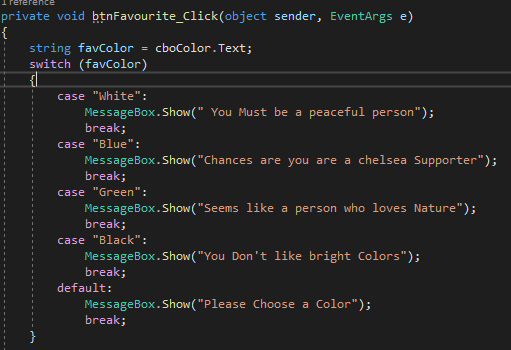 1 reference
private void btnFavourite_Click(object sender, EventArgs e)
{
string favColor = cboColor.Text;
switch (favColor)
{
case "White":
MessageBox.Show(" You Must be a peaceful person");
break;
case "Blue":
MessageBox.Show("Chances are you are a chelsea Supporter");
break;
case "Green":
MessageBox.Show("Seems like a person who loves Nature");
break;
case "Black":
MessageBox.Show("You Don't like bright Colors");
break;
default:
MessageBox.Show("Please Choose a Color");
break;
}